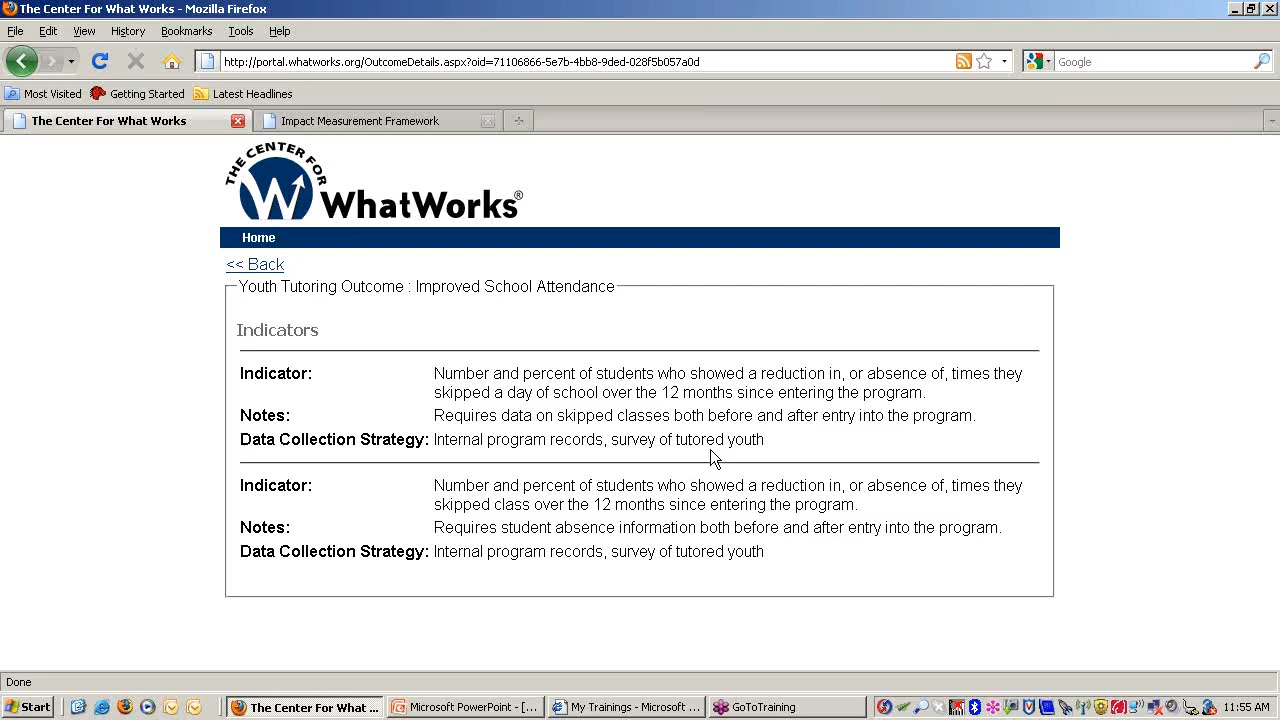 The Center For What Works - Mozilla Firefox
File Edit View History Bookmarks Tools Help
http://portal.whatworks.org/OutcomeDetails.aspx?oid=71106866-5e7b-4bb8-9ded-028f5b057a0d
Google
Most Visited Getting Started Latest Headlines
The Center For What Works
Impact Measurement Framework
THE CENTER FOR
W WhatWorks®
Home
<< Back
Youth Tutoring Outcome : Improved School Attendance
Indicators
Indicator: Number and percent of students who showed a reduction in, or absence of, times they
skipped a day of school over the 12 months since entering the program.
Notes: Requires data on skipped classes both before and after entry into the program.
Data Collection Strategy: Internal program records, survey of tutored youth
Indicator: Number and percent of students who showed a reduction in, or absence of, times they
skipped class over the 12 months since entering the program.
Notes: Requires student absence information both before and after entry into the program.
Data Collection Strategy: Internal program records, survey of tutored youth
Done
Start The Center For What ... Microsoft PowerPoint - [... My Trainings - Microsoft ... GoToTraining 11:55 AM